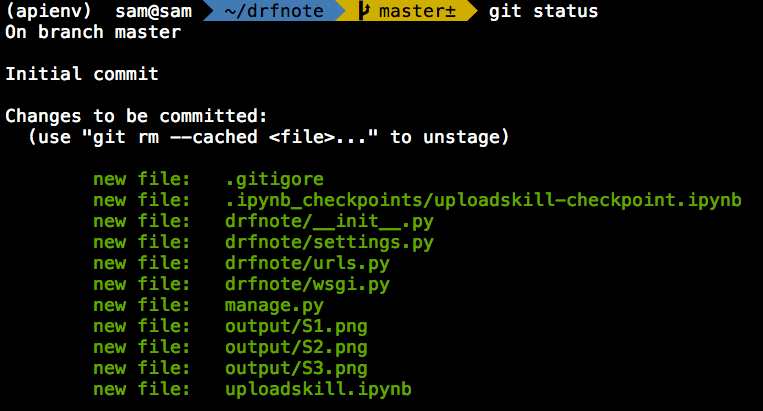 (apienv) sam@sam ~/drfnote master± git status
On branch master
Initial commit
Changes to be committed:
(use "git rm --cached <file>..." to unstage)
new file: .gitigore
new file: .ipynb_checkpoints/uploadskill-checkpoint.ipynb
new file: drfnote/__init__.py
new file: drfnote/settings.py
new file: drfnote/urls.py
new file: drfnote/wsgi.py
new file: manage.py
new file: output/S1.png
new file: output/S2.png
new file: output/S3.png
new file: uploadskill.ipynb